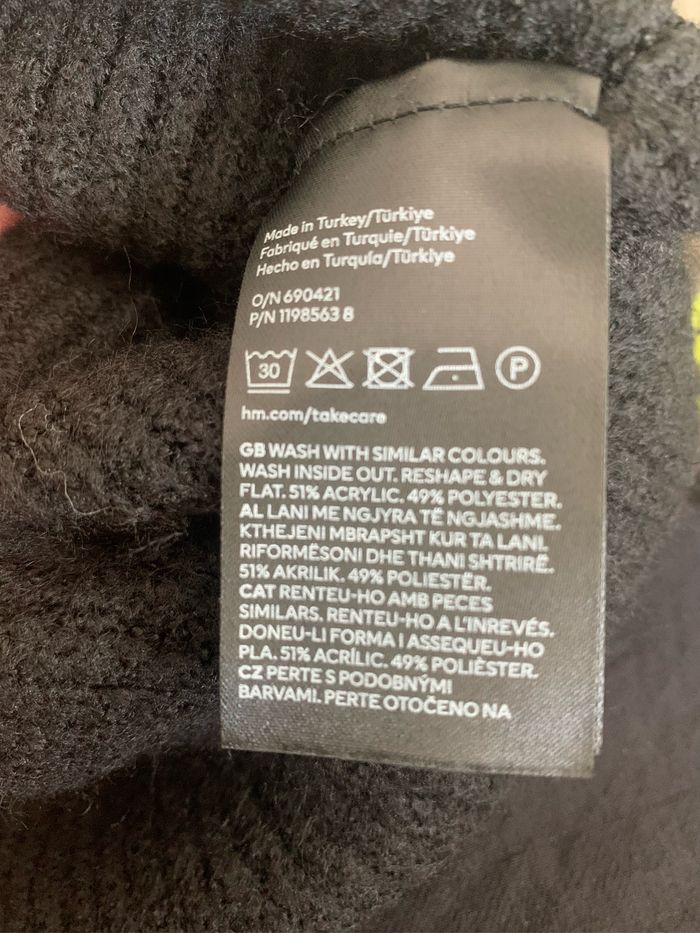 Made in Turkey/Türkiye
Fabriqué en Turquie/Türkiye
Hecho en Turquía/Türkiye
O/N 690421
P/N 1198563 8
30
P
hm.com/takecare
GB WASH WITH SIMILAR COLOURS.
WASH INSIDE OUT. RESHAPE & DRY
FLAT. 51% ACRYLIC. 49% POLYESTER.
AL LANI ME NGJYRA TË NGJASHME.
KTHEJENI MBRAPSHT KUR TA LANI.
RIFORMËSONI DHE THANI SHTRIRË.
51% AKRILIK. 49% POLIESTËR.
CAT RENTEU-HO AMB PECES
SIMILARS. RENTEU-HO A L'INREVÉS.
DONEU-LI FORMA I ASSEQUEU-HO
PLA. 51% ACRÍLIC. 49% POLIÈSTER.
CZ PERTE S PODOBNÝMI
BARVAMI. PERTE OTOČENO NA